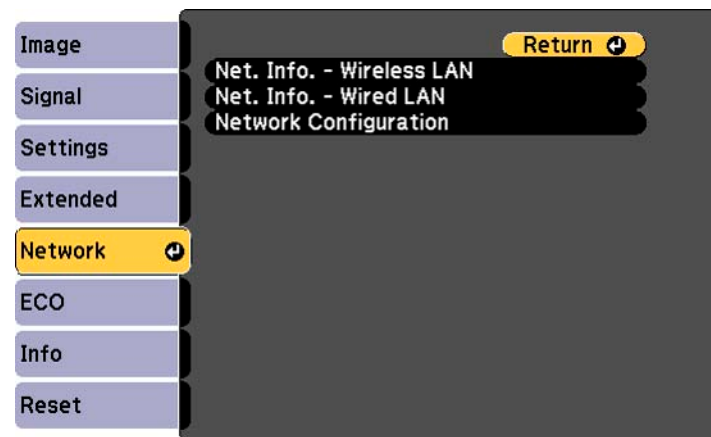 Image
Signal
Settings
Extended
Network
ECO
Info
Reset
Return
Net. Info. - Wireless LAN
Net. Info. - Wired LAN
Network Configuration